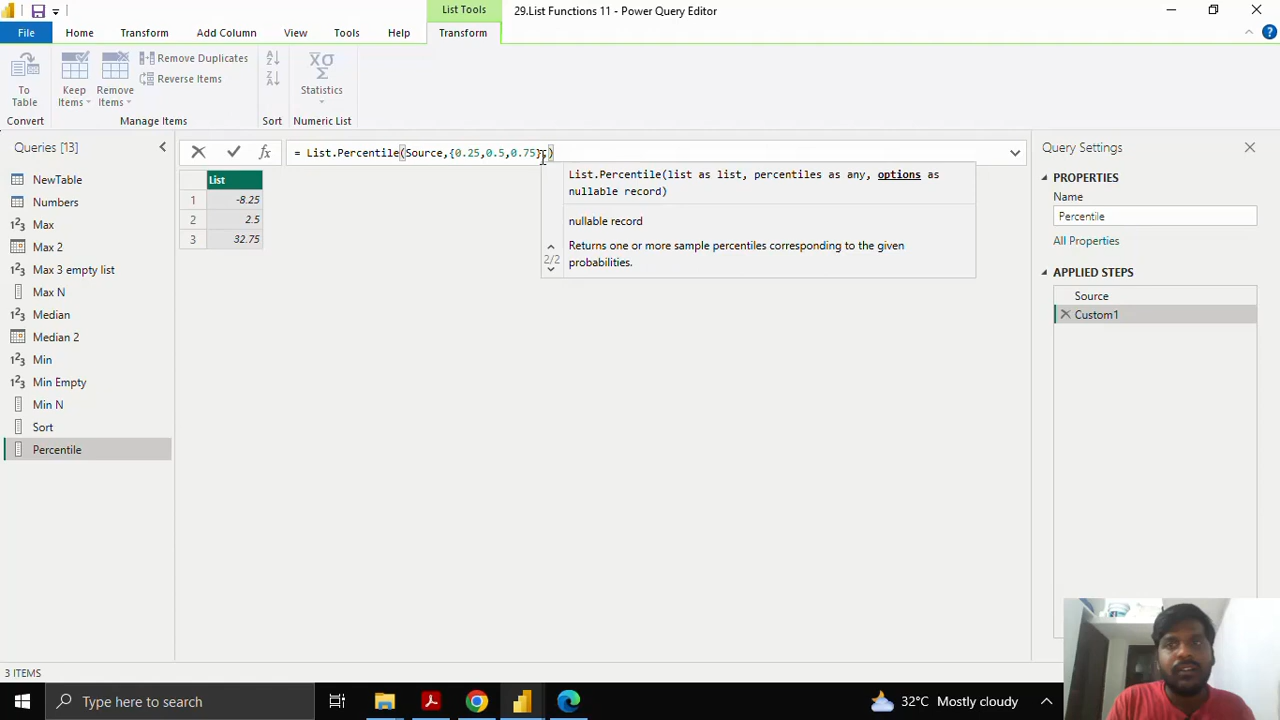 List Tools
29.List Functions 11 - Power Query Editor
File
Home
Transform
Add Column
View
Tools
Help
Transform
To
Table
Keep
Items
Remove
Items
Remove Duplicates
Reverse Items
Statistics
Convert
Manage Items
Sort
Numeric List
Queries [13]
NewTable
Numbers
Max
Max 2
Max 3 empty list
Max N
Median
Median 2
Min
Min Empty
Min N
Sort
Percentile
= List.Percentile(Source,{0.25,0.5,0.75},)
List
1 -8.25
2 2.5
3 32.75
List.Percentile(list as list, percentiles as any, options as
nullable record)
nullable record
2/2
Returns one or more sample percentiles corresponding to the given
probabilities.
Query Settings
PROPERTIES
Name
Percentile
All Properties
APPLIED STEPS
Source
Custom1
3 ITEMS
Type here to search
32°C Mostly cloudy